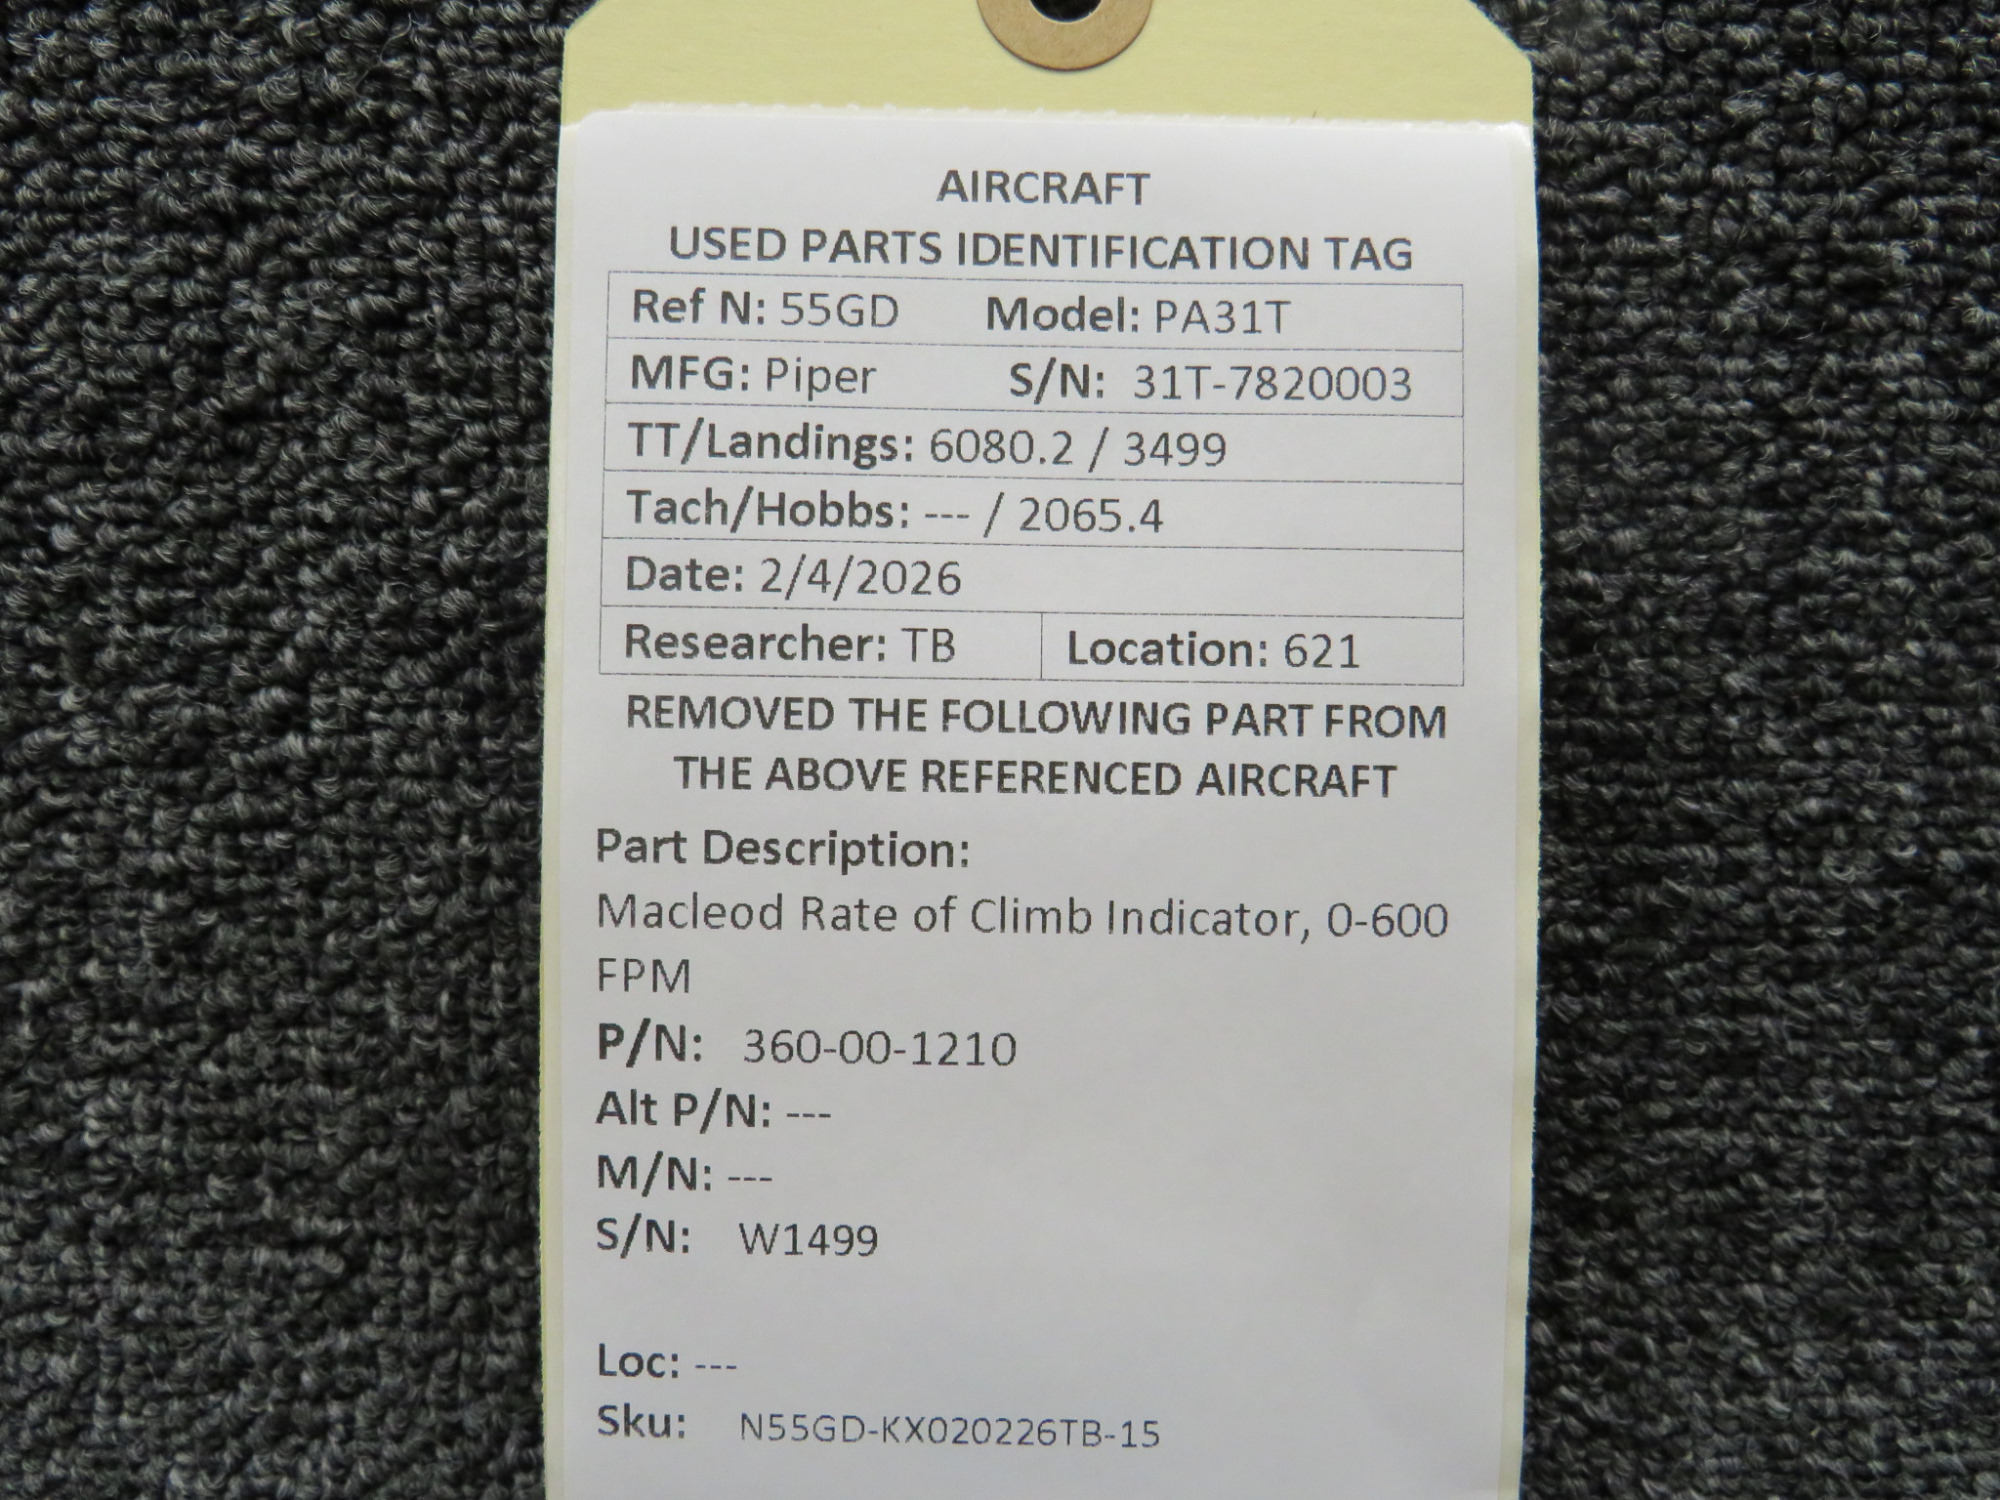 AIRCRAFT
USED PARTS IDENTIFICATION TAG
Ref N: 55GD Model: PA31T
MFG: Piper S/N: 31T-7820003
TT/Landings: 6080.2 / 3499
Tach/Hobbs: --- / 2065.4
Date: 2/4/2026
Researcher: TB Location: 621
REMOVED THE FOLLOWING PART FROM
THE ABOVE REFERENCED AIRCRAFT
Part Description:
Macleod Rate of Climb Indicator, 0-600
FPM
P/N: 360-00-1210
Alt P/N: ---
M/N: ---
S/N: W1499
Loc: ---
Sku: N55GD-KX020226TB-15